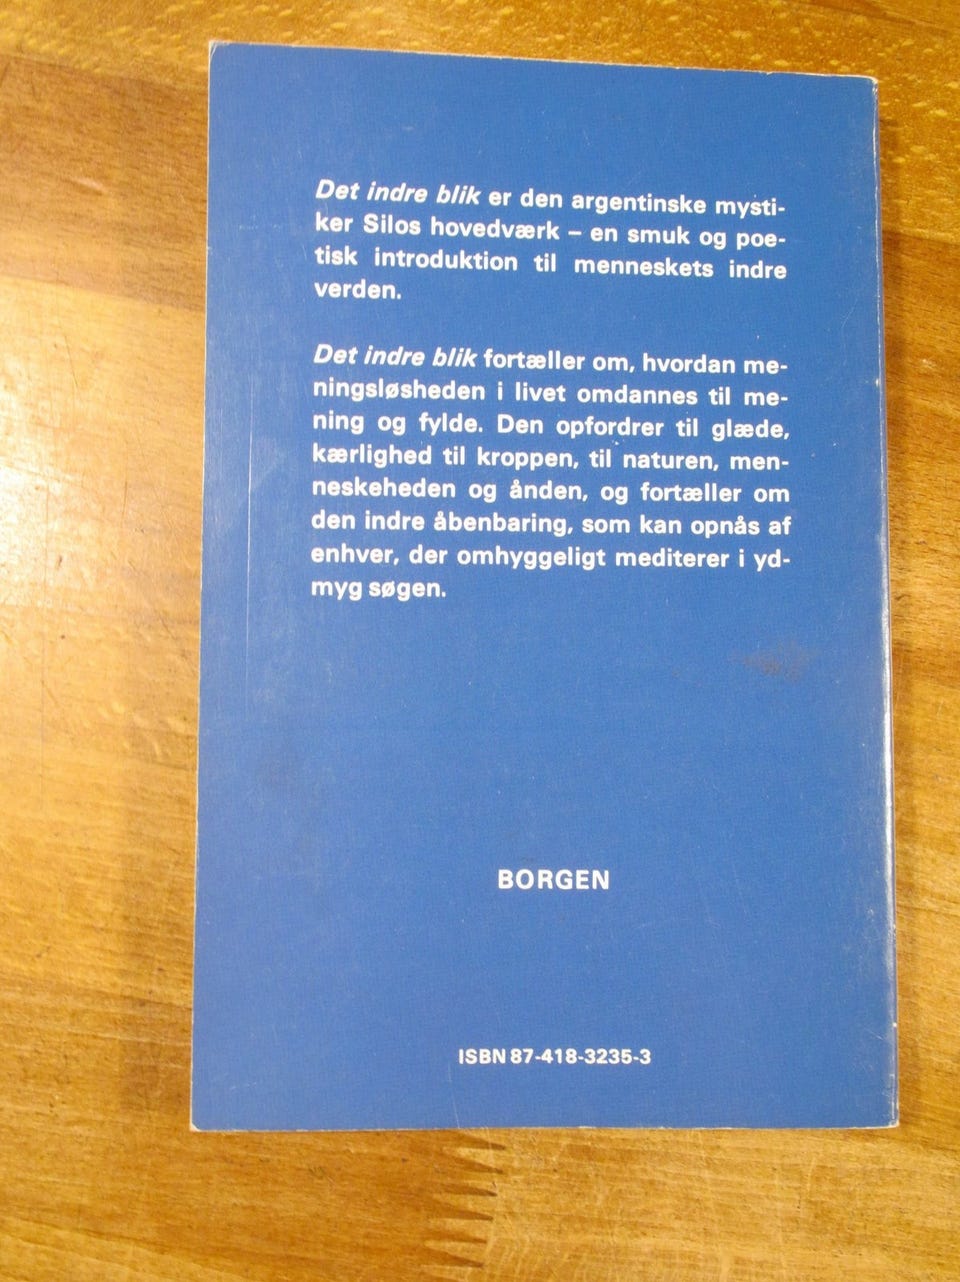 Det indre blik er den argentinske mysti-
ker Silos hovedværk – en smuk og poe-
tisk introduktion til menneskets indre
verden.
Det indre blik fortæller om, hvordan me-
ningsløsheden i livet omdannes til me-
ning og fylde. Den opfordrer til glæde,
kærlighed til kroppen, til naturen, men-
neskeheden og ånden, og fortæller om
den indre åbenbaring, som kan opnås af
enhver, der omhyggeligt mediterer i yd-
myg søgen.
BORGEN
ISBN 87-418-3235-3